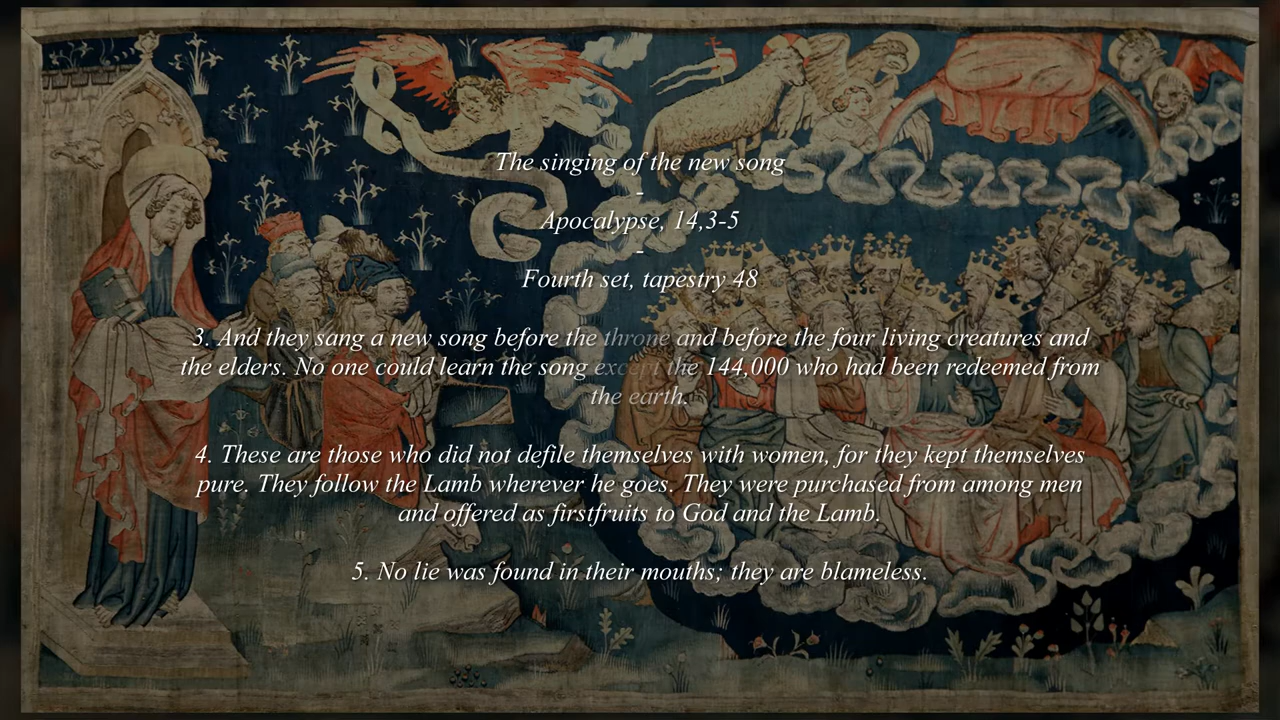 The singing of the new song
-
Apocalypse, 14,3-5
-
Fourth set, tapestry 48
3. And they sang a new song before the throne and before the four living creatures and
the elders. No one could learn the song except the 144,000 who had been redeemed from
the earth.
4. These are those who did not defile themselves with women, for they kept themselves
pure. They follow the Lamb wherever he goes. They were purchased from among men
and offered as firstfruits to God and the Lamb.
5. No lie was found in their mouths; they are blameless.